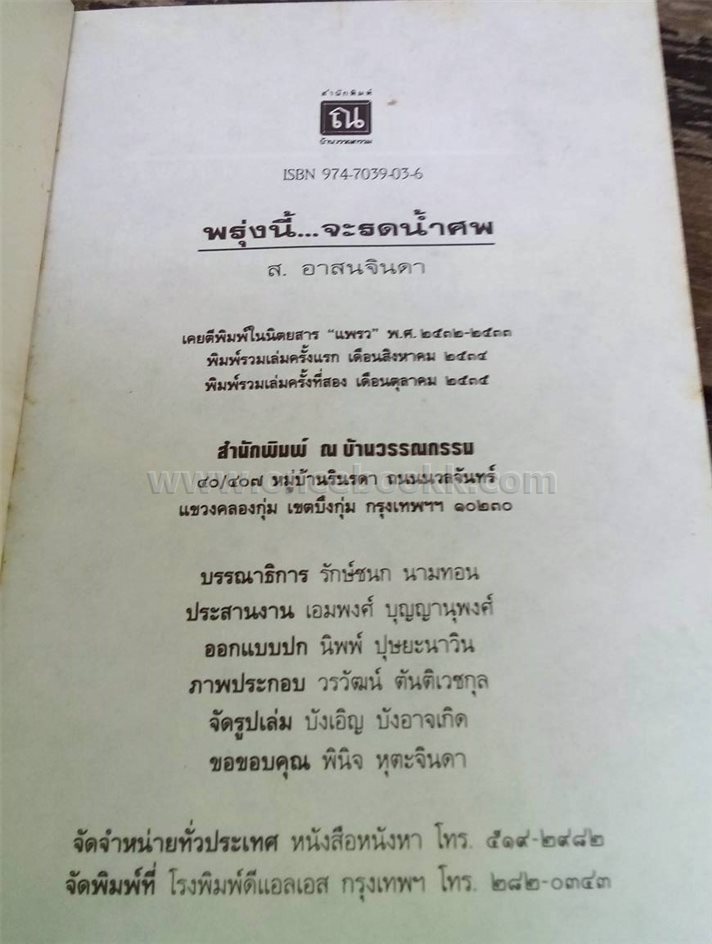 สำนักพิมพ์
ณ
บ้านวรรณกรรม
ISBN 974-7039-03-6
พรุ่งนี้...จะรดน้ำศพ
ส. อาสนจินดา
เคยตีพิมพ์ในนิตยสาร "แพรว" พ.ศ. ๒๕๓๒-๒๕๓๓
พิมพ์รวมเล่มครั้งแรก เดือนสิงหาคม ๒๕๓๔
พิมพ์รวมเล่มครั้งที่สอง เดือนตุลาคม ๒๕๓๕
สำนักพิมพ์ ณ บ้านวรรณกรรม
๔๐/๔๐๗ หมู่บ้านรินรดา ถนนนวลจันทร์
แขวงคลองกุ่ม เขตบึงกุ่ม กรุงเทพฯ ๑๐๒๓๐
บรรณาธิการ รักษ์ชนก นามทอน
ประสานงาน เอมพงศ์ บุญญานุพงศ์
ออกแบบปก นิพพ์ ปุษยะนาวิน
ภาพประกอบ วรวัฒน์ ตันติเวชกุล
จัดรูปเล่ม บังเอิญ บังอาจเกิด
ขอขอบคุณ พินิจ หุตะจินดา
จัดจำหน่ายทั่วประเทศ หนังสือหนังหา โทร. ๕๑๙-๒๙๘๒
จัดพิมพ์ที่ โรงพิมพ์ดีแอลเอส กรุงเทพฯ โทร. ๒๘๒-๐๓๔๓